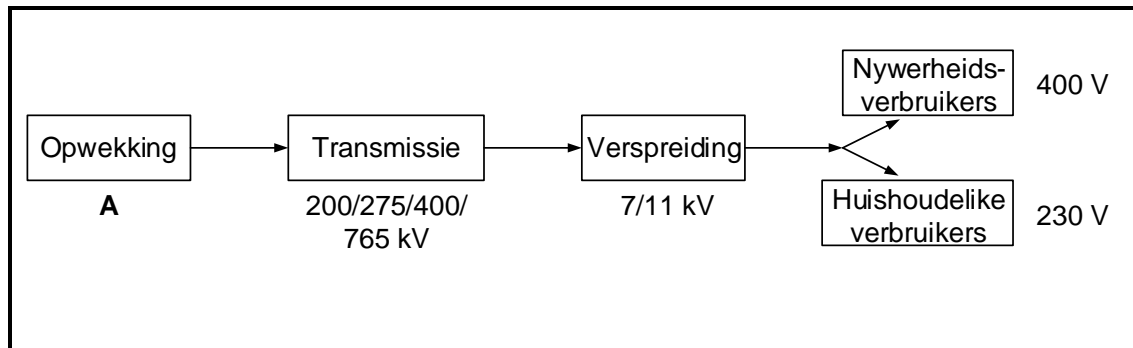 Opwekking
A
Transmissie
200/275/400/
765 kV
Verspreiding
7/11 kV
Nywerheids-
verbruikers
400 V
Huishoudelike
verbruikers
230 V